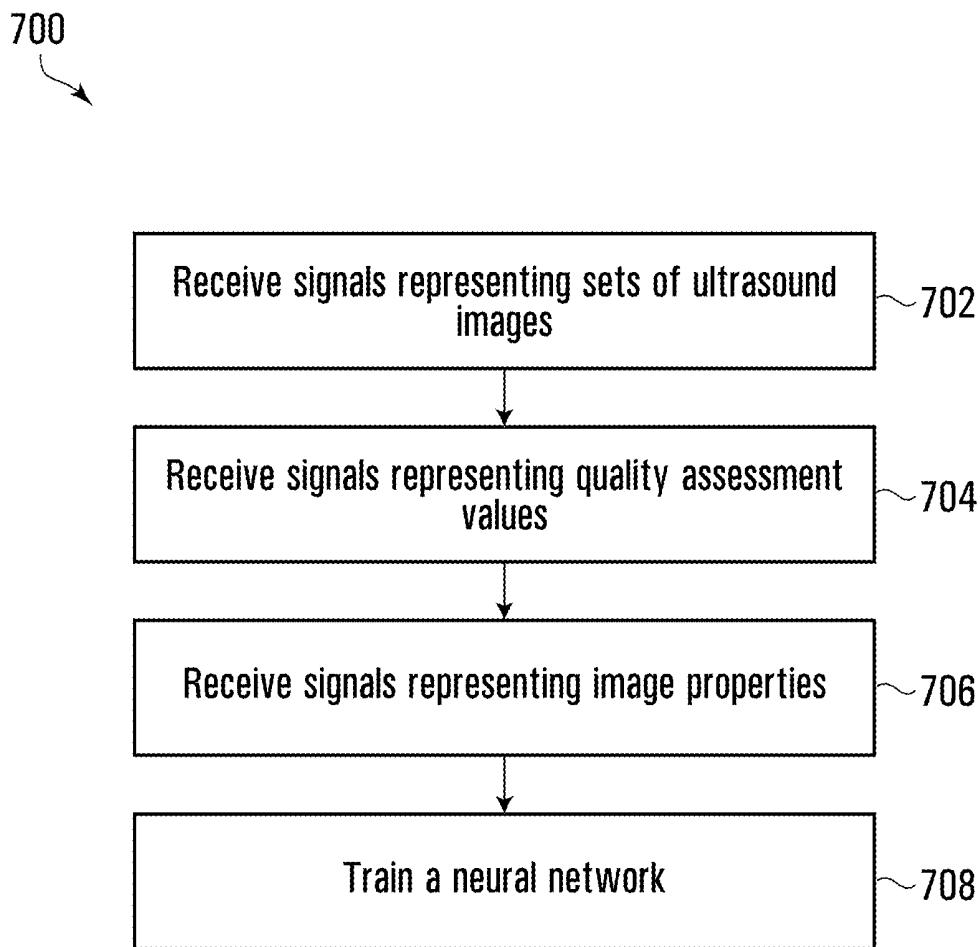 700
Receive signals representing sets of ultrasound
images
702
Receive signals representing quality assessment
values
704
Receive signals representing image properties
706
Train a neural network
708